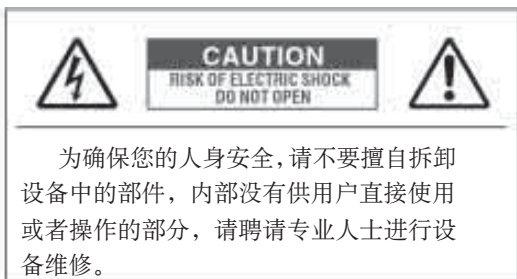 CAUTION
RISK OF ELECTRIC SHOCK
DO NOT OPEN
为确保您的人身安全,请不要擅自拆卸
设备中的部件，内部没有供用户直接使用
或者操作的部分，请聘请专业人士进行设
备维修。